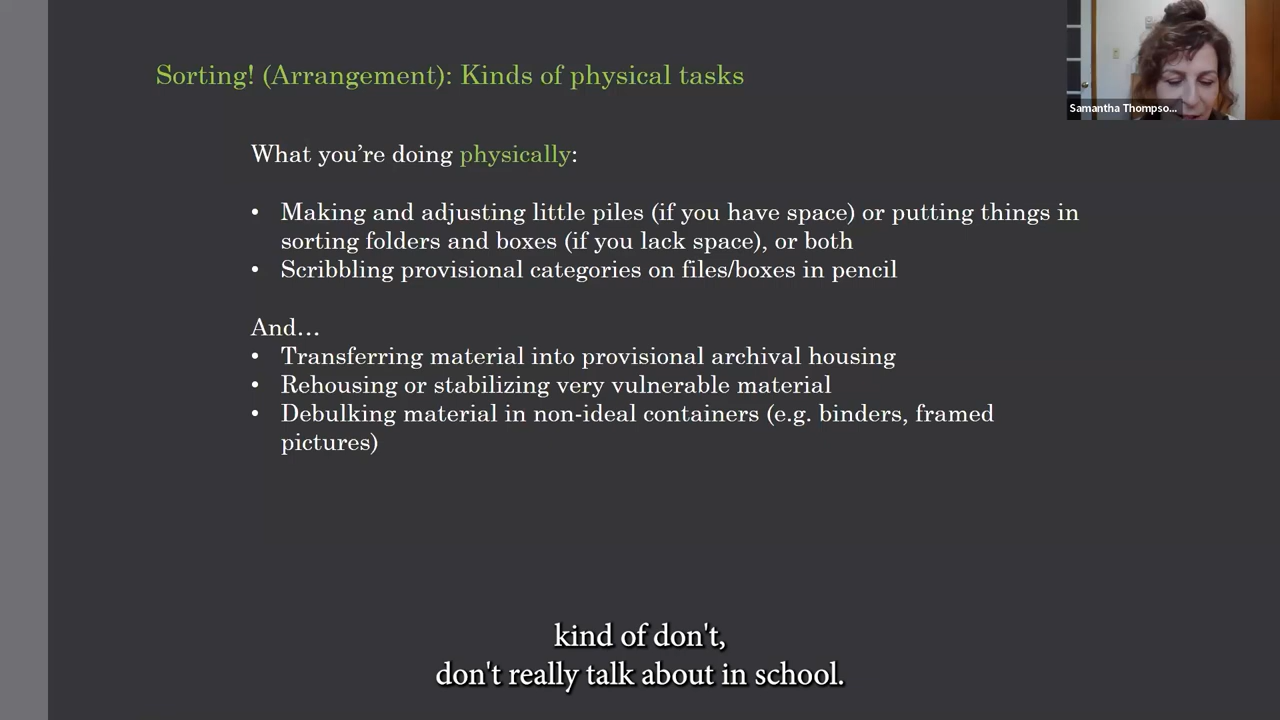 Sorting! (Arrangement): Kinds of physical tasks
Samantha Thompso...
What you're doing physically:
• Making and adjusting little piles (if you have space) or putting things in
sorting folders and boxes (if you lack space), or both
• Scribbling provisional categories on files/boxes in pencil
And…
• Transferring material into provisional archival housing
• Rehousing or stabilizing very vulnerable material
• Debulking material in non-ideal containers (e.g. binders, framed
pictures)
kind of don't,
don't really talk about in school.